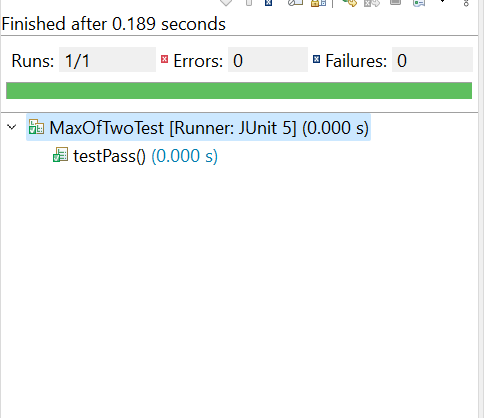 Finished after 0.189 seconds
Runs: 1/1 Errors: 0 Failures: 0
MaxOfTwoTest [Runner: JUnit 5] (0.000 s)
testPass() (0.000 s)